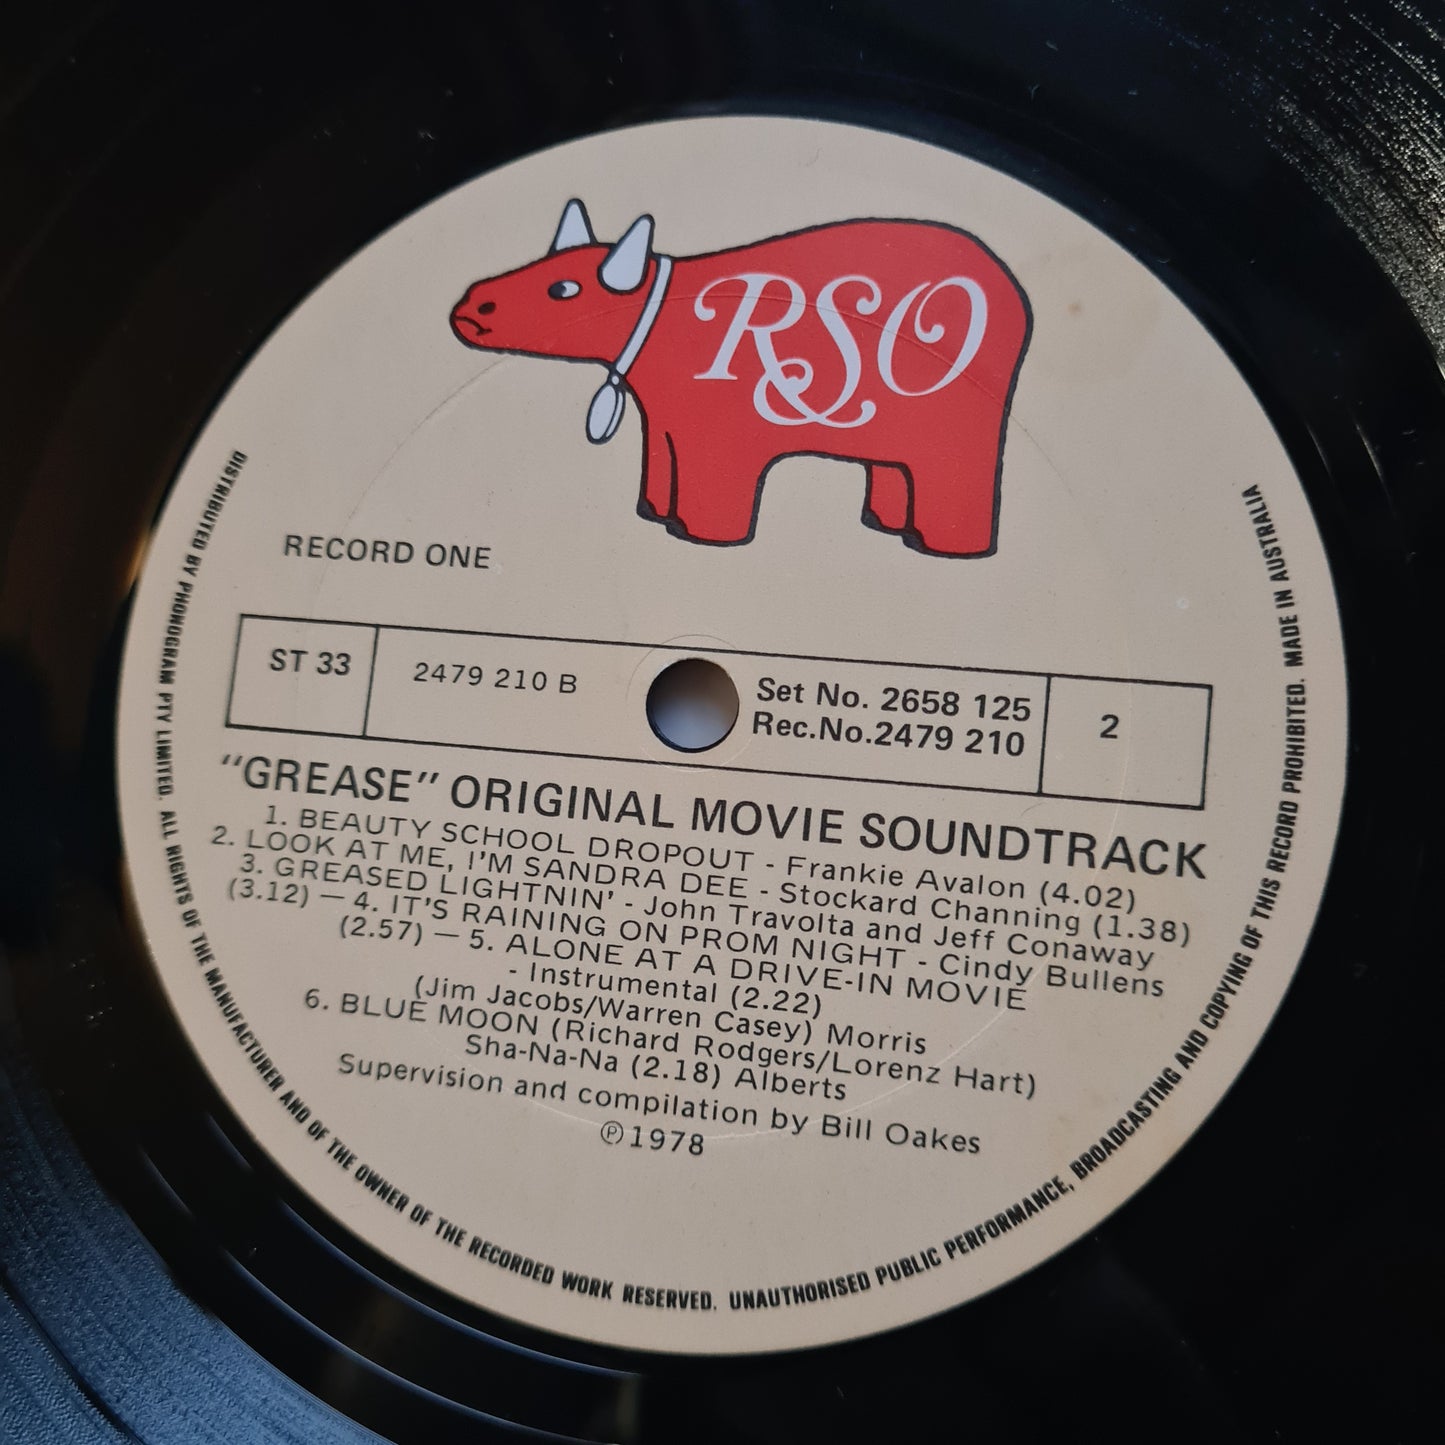 RSO
RECORD ONE
ST 33
2479 210 B
Set No. 2658 125
Rec.No.2479 210
2
"GREASE" ORIGINAL MOVIE SOUNDTRACK
1. BEAUTY SCHOOL DROPOUT - Frankie Avalon (4.02)
2. LOOK AT ME, I'M SANDRA DEE - Stockard Channing (1.38)
3. GREASED LIGHTNIN' - John Travolta and Jeff Conaway
(3.12) — 4. IT'S RAINING ON PROM NIGHT - Cindy Bullens
(2.57) — 5. ALONE AT A DRIVE-IN MOVIE
- Instrumental (2.22)
(Jim Jacobs/Warren Casey) Morris
6. BLUE MOON (Richard Rodgers/Lorenz Hart)
Sha-Na-Na (2.18) Alberts
Supervision and compilation by Bill Oakes
℗1978
DISTRIBUTED BY PHONOGRAM PTY LIMITED. ALL RIGHTS OF THE MANUFACTURER AND OF THE OWNER OF THE RECORDED WORK RESERVED. UNAUTHORISED PUBLIC PERFORMANCE, BROADCASTING AND COPYING OF THIS RECORD PROHIBITED. MADE IN AUSTRALIA